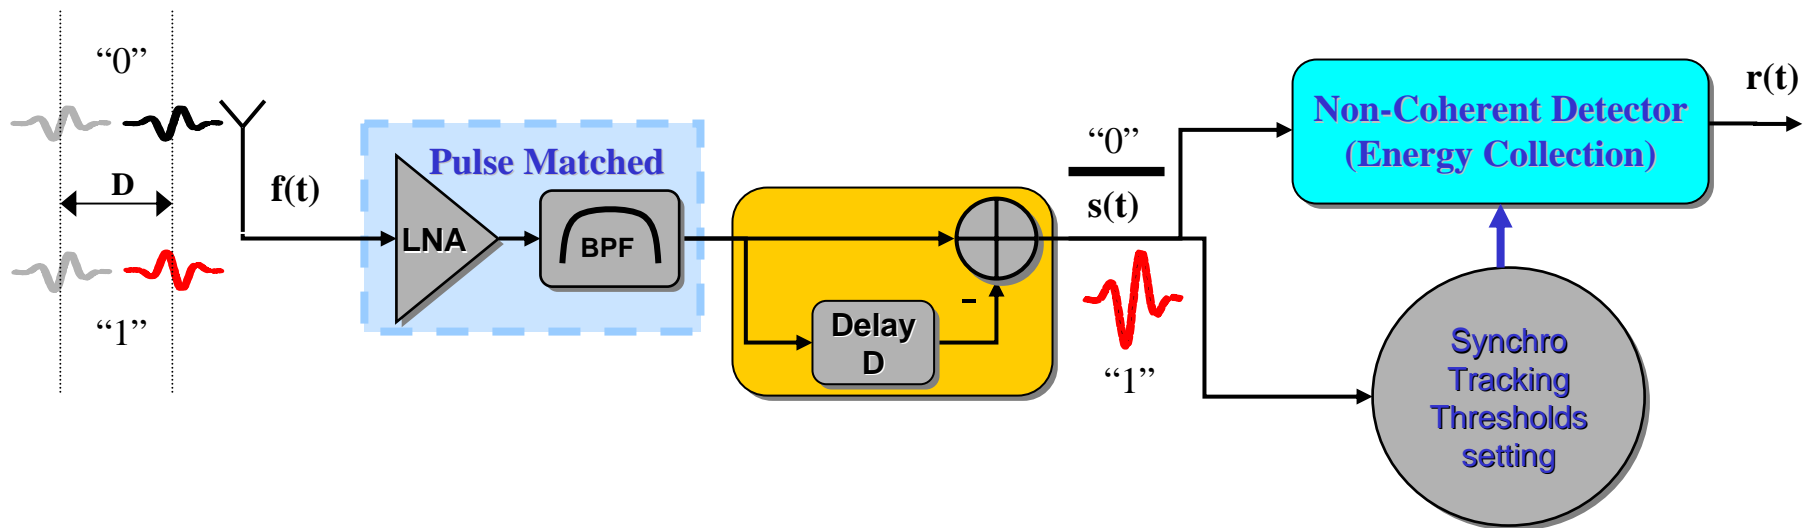 “0”
D
“1”
f(t)
Pulse Matched
LNA
BPF
Delay
D
-
“0”
s(t)
“1”
Non-Coherent Detector
(Energy Collection)
r(t)
Synchro
Tracking
Thresholds
setting